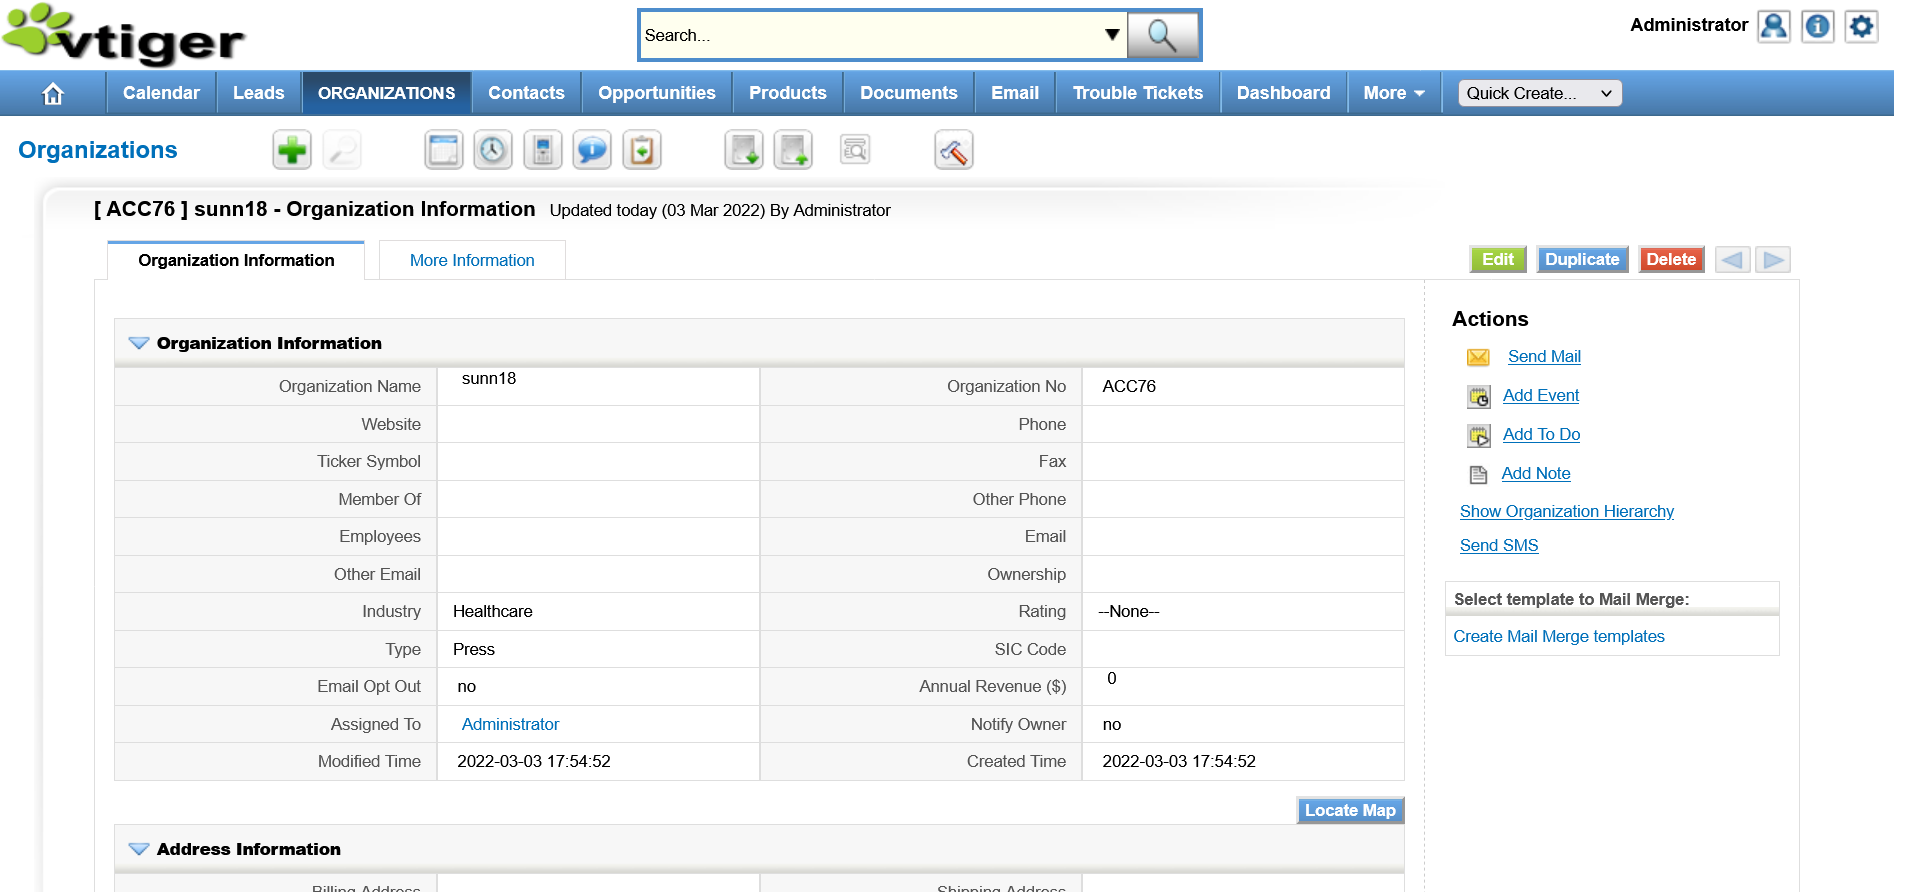 vtiger
Search...
Administrator
Calendar Leads ORGANIZATIONS Contacts Opportunities Products Documents Email Trouble Tickets Dashboard More Quick Create...
Organizations
[ ACC76 ] sunn18 - Organization Information Updated today (03 Mar 2022) By Administrator
Organization Information More Information Edit Duplicate Delete
Organization Information
Organization Name sunn18 Organization No ACC76
Website Phone
Ticker Symbol Fax
Member Of Other Phone
Employees Email
Other Email Ownership
Industry Healthcare Rating --None--
Type Press SIC Code
Email Opt Out no Annual Revenue ($) 0
Assigned To Administrator Notify Owner no
Modified Time 2022-03-03 17:54:52 Created Time 2022-03-03 17:54:52
Locate Map
Address Information
Billing Address Shipping Address
Actions
Send Mail
Add Event
Add To Do
Add Note
Show Organization Hierarchy
Send SMS
Select template to Mail Merge:
Create Mail Merge templates